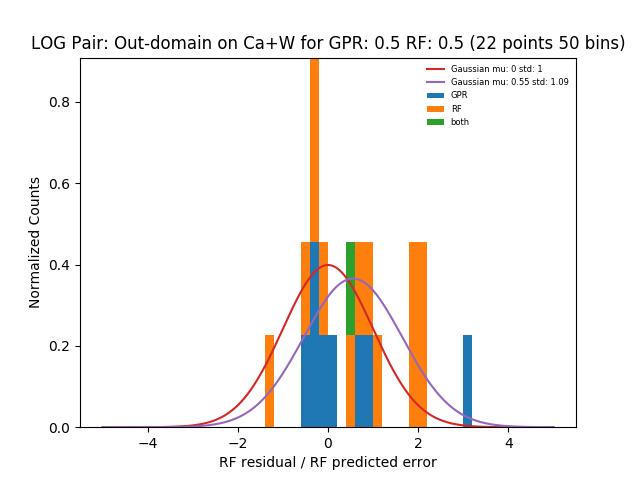 LOG Pair: Out-domain on Ca+W for GPR: 0.5 RF: 0.5 (22 points 50 bins)
Gaussian mu: 0 std: 1
Gaussian mu: 0.55 std: 1.09
GPR
RF
both
Normalized Counts
0.8
0.6
0.4
0.2
0.0
−4 −2 0 2 4
RF residual / RF predicted error